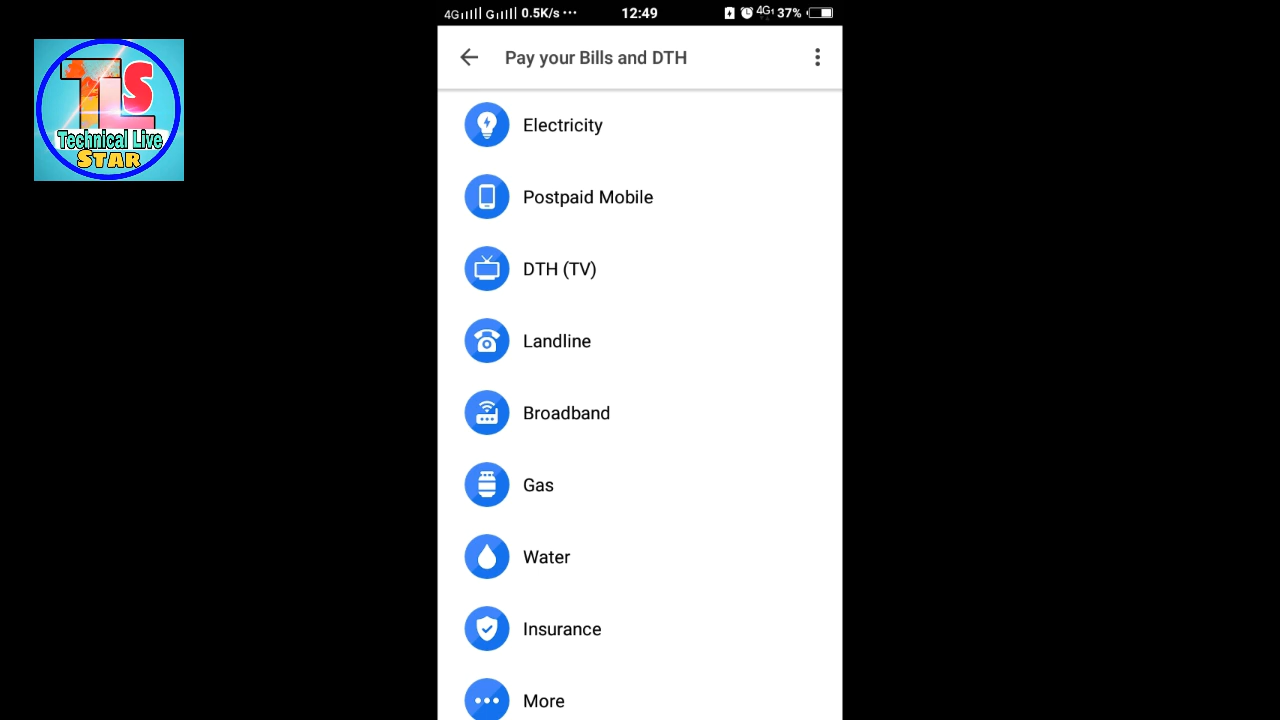 4G G 0.5K/s ... 12:49 4G1 37%
TLS
Technical Live
STAR
Pay your Bills and DTH
Electricity
Postpaid Mobile
DTH (TV)
Landline
Broadband
Gas
Water
Insurance
More